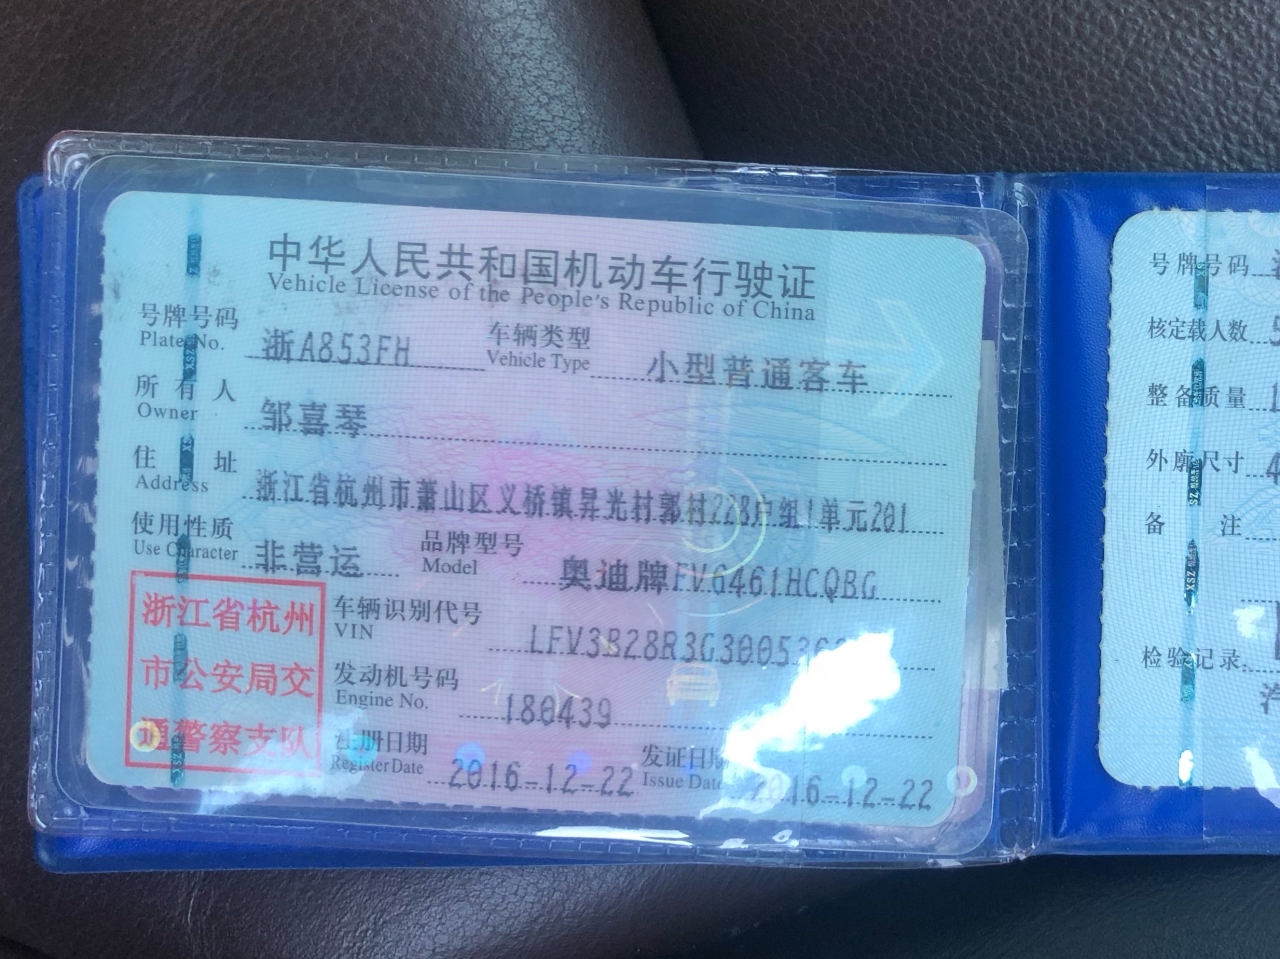 中华人民共和国机动车行驶证
Vehicle License of the People's Republic of China
号牌号码 浙A853FH 车辆类型 小型普通客车
Plate No. Vehicle Type
所有人 邹喜琴
Owner
住址 浙江省杭州市萧山区义桥镇昇光村郭村228户组1单元201
Address
使用性质 非营运 品牌型号 奥迪牌FV6461HCQBG
Use Character Model
浙江省杭州
市公安局交
通警察支队
车辆识别代号
VIN
发动机号码 180439
Engine No.
注册日期 2016-12-22 发证日期 2016-12-22
Register Date Issue Date
号牌号码
核定载人数
整备质量
外廓尺寸
备注
检验记录